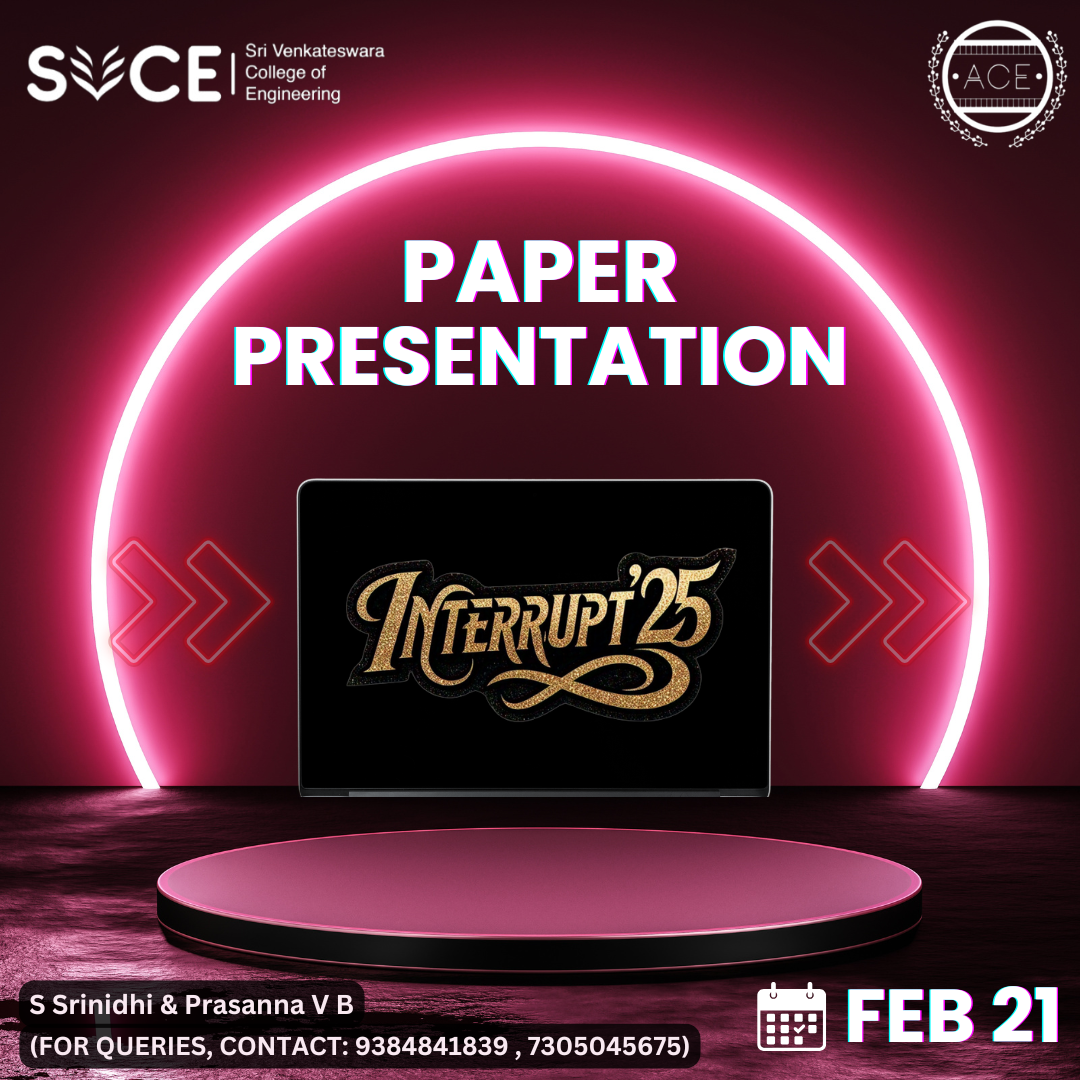 SVCE
Sri Venkateswara
College of
Engineering
· ACE ·
PAPER
PRESENTATION
INTERRUPT'25
S Srinidhi & Prasanna V B
(FOR QUERIES, CONTACT: 9384841839 , 7305045675)
FEB 21